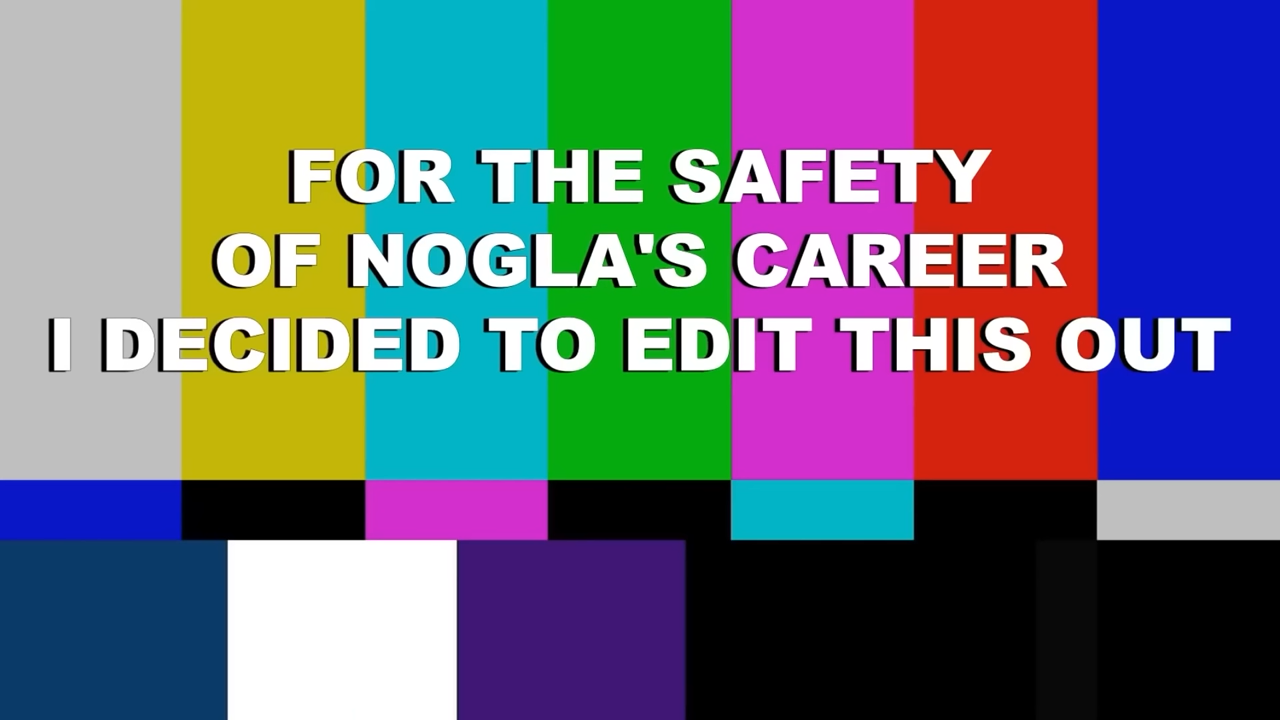 FOR THE SAFETY
OF NOGLA'S CAREER
I DECIDED TO EDIT THIS OUT